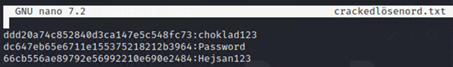 GNU nano 7.2 crackedlösenord.txt
ddd20a74c852840d3ca147e5c548fc73:choklad123
dc647eb65e6711e155375218212b3964:Password
66cb556ae89792e56992210e690e2484:Hejsan123